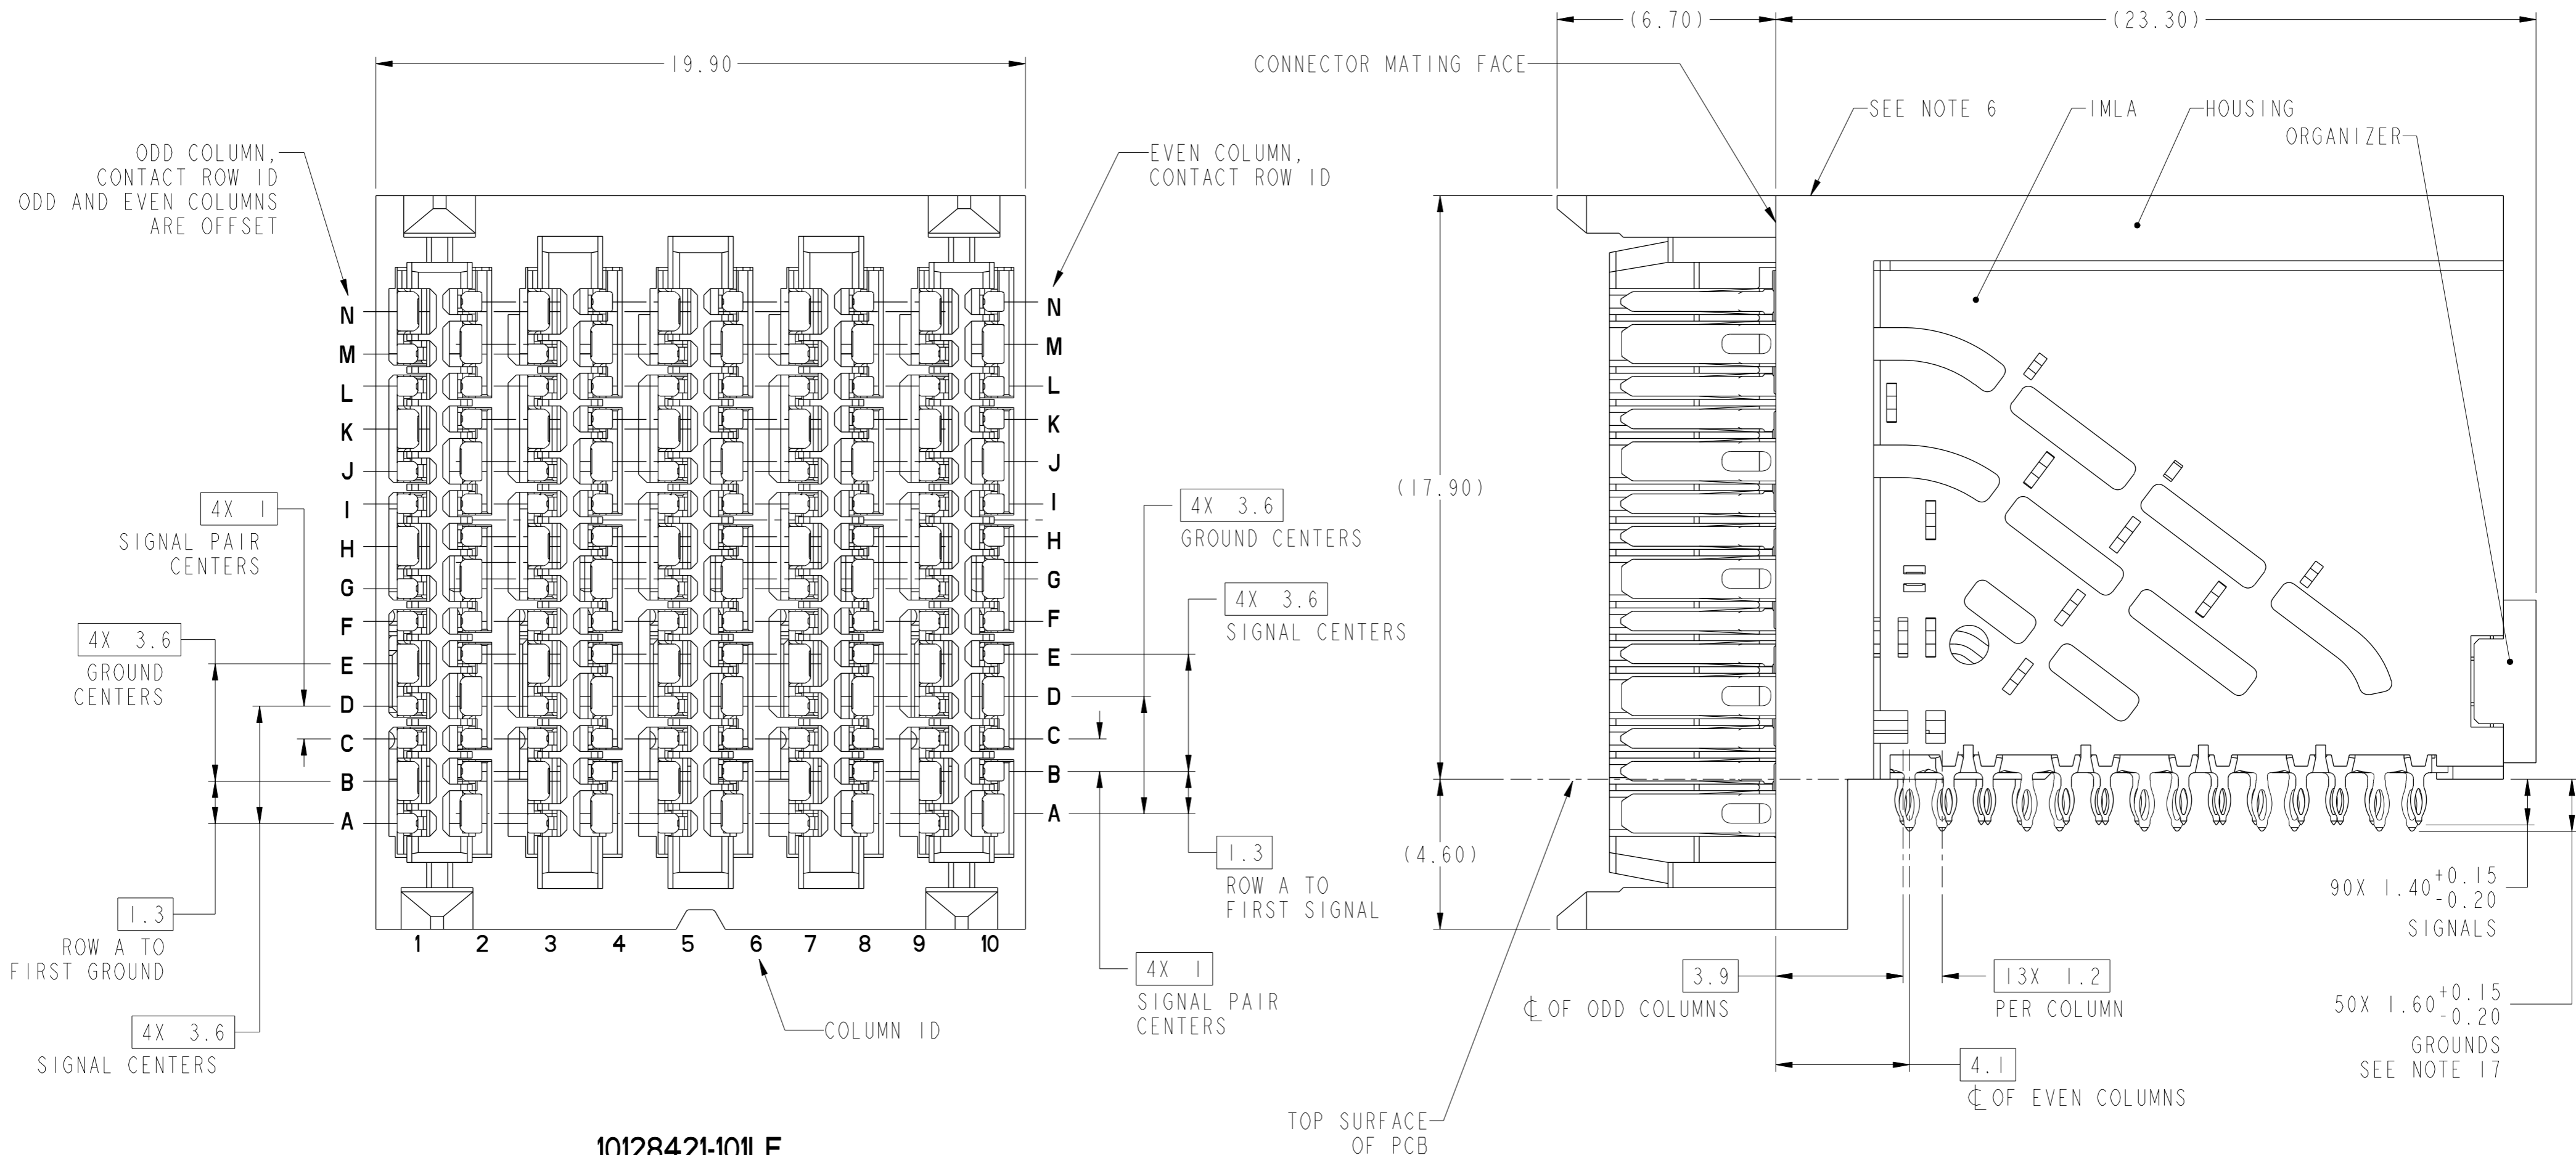 (6.70)
(23.30)
19.90
CONNECTOR MATING FACE
SEE NOTE 6
IMLA
HOUSING
ORGANIZER
ODD COLUMN,
CONTACT ROW ID
ODD AND EVEN COLUMNS
ARE OFFSET
EVEN COLUMN,
CONTACT ROW ID
N
M
L
K
J
I
H
G
F
E
D
C
B
A
N
M
L
K
J
I
H
G
F
E
D
C
B
A
4X 1
SIGNAL PAIR
CENTERS
4X 3.6
GROUND
CENTERS
1.3
ROW A TO
FIRST GROUND
4X 3.6
SIGNAL CENTERS
4X 3.6
GROUND CENTERS
4X 3.6
SIGNAL CENTERS
1.3
ROW A TO
FIRST SIGNAL
4X 1
SIGNAL PAIR
CENTERS
1 2 3 4 5 6 7 8 9 10
COLUMN ID
(17.90)
(4.60)
3.9
℄ OF ODD COLUMNS
13X 1.2
PER COLUMN
4.1
℄ OF EVEN COLUMNS
90X 1.40 +0.15
-0.20
SIGNALS
50X 1.60 +0.15
-0.20
GROUNDS
SEE NOTE 17
TOP SURFACE
OF PCB
10128421-101LF